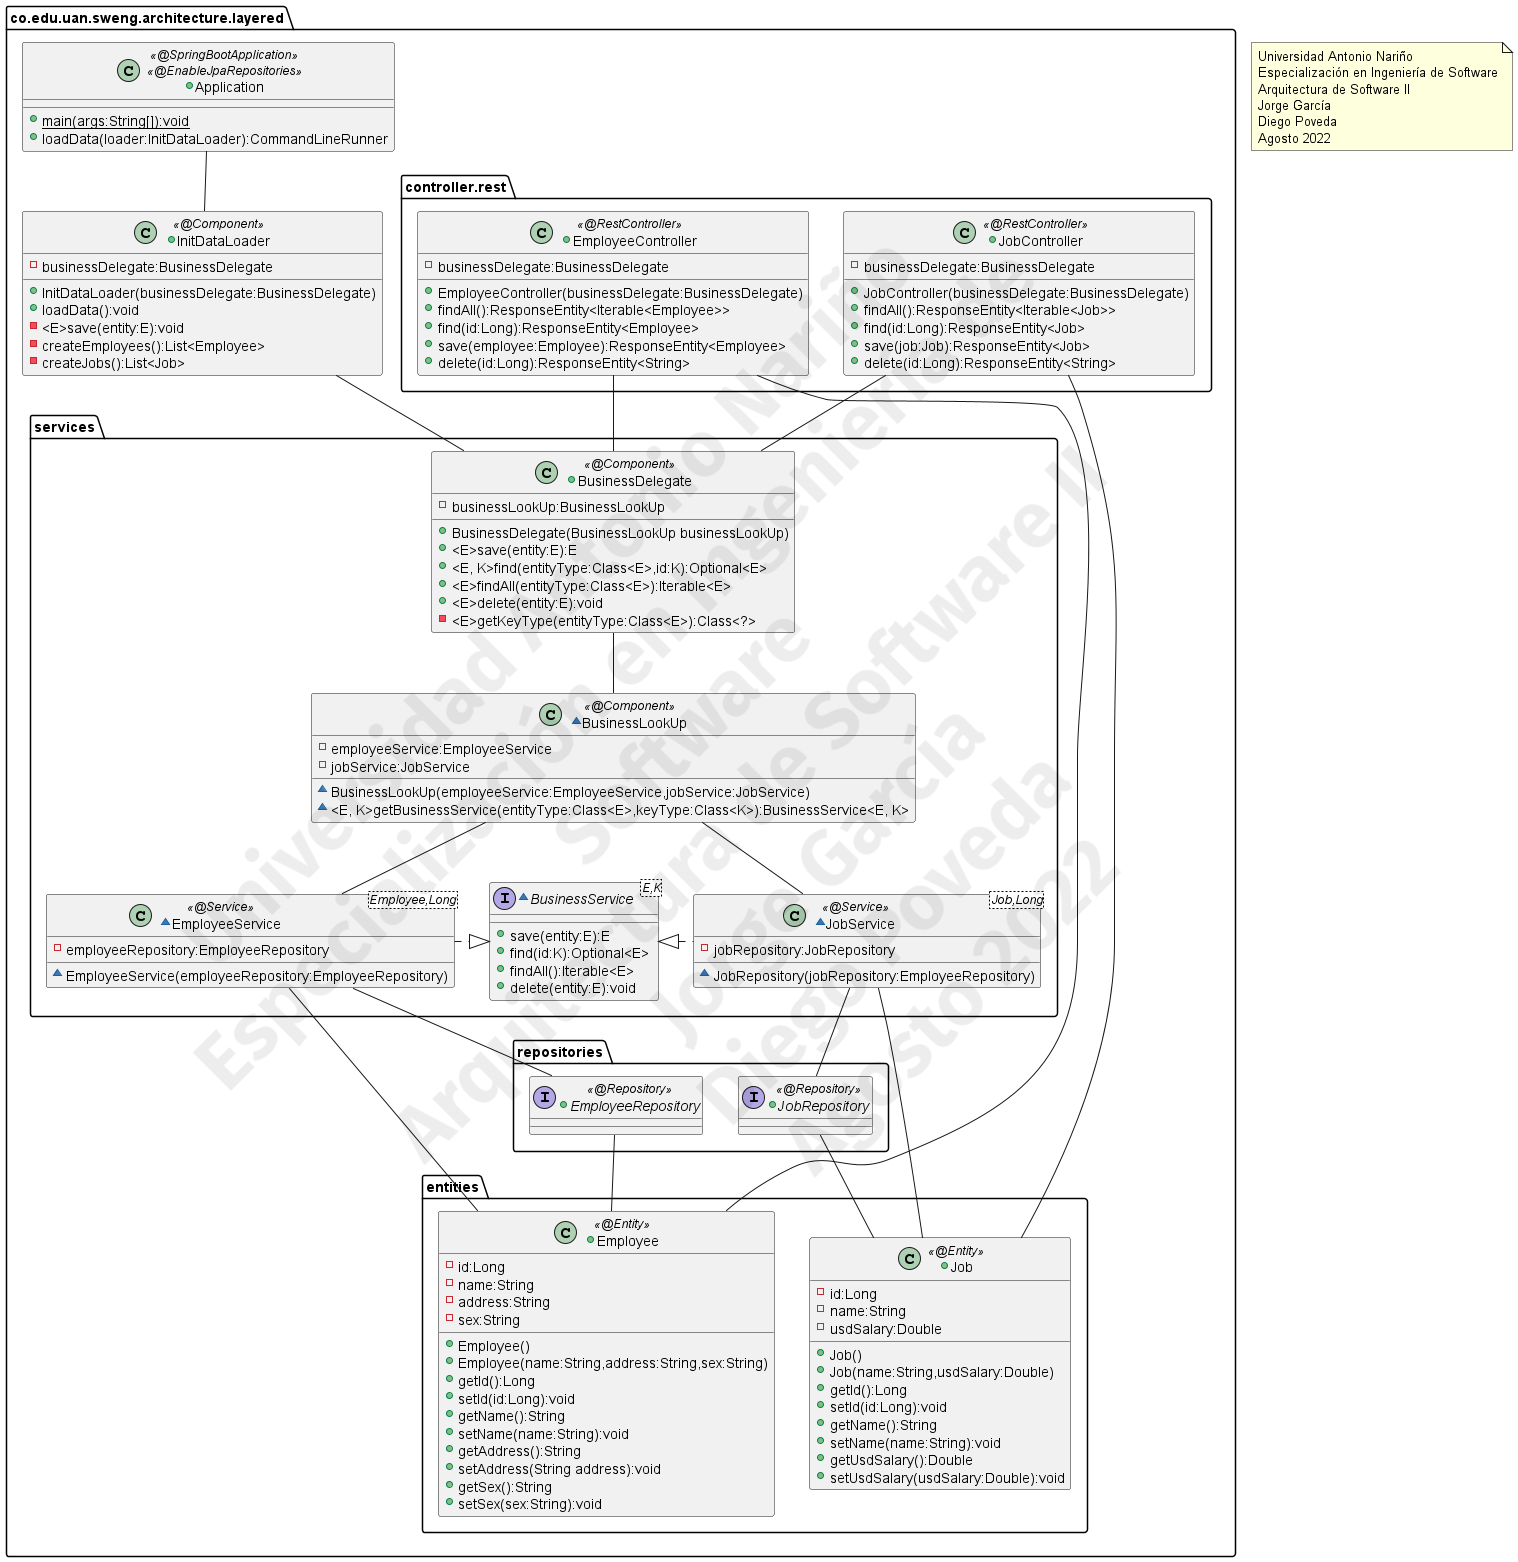 co.edu.uan.sweng.architecture.layered
«@SpringBootApplication»
«@EnableJpaRepositories»
C
Application
main(args:String[]):void
loadData(loader:InitDataLoader):CommandLineRunner
Universidad Antonio Nariño
Especialización en Ingeniería de Software
Arquitectura de Software II
Jorge García
Diego Poveda
Agosto 2022
«@Component»
C
InitDataLoader
businessDelegate:BusinessDelegate
InitDataLoader(businessDelegate:BusinessDelegate)
loadData():void
<E>save(entity:E):void
createEmployees():List<Employee>
createJobs():List<Job>
controller.rest
«@RestController»
C
EmployeeController
businessDelegate:BusinessDelegate
EmployeeController(businessDelegate:BusinessDelegate)
findAll():ResponseEntity<Iterable<Employee>>
find(id:Long):ResponseEntity<Employee>
save(employee:Employee):ResponseEntity<Employee>
delete(id:Long):ResponseEntity<String>
«@RestController»
C
JobController
businessDelegate:BusinessDelegate
JobController(businessDelegate:BusinessDelegate)
findAll():ResponseEntity<Iterable<Job>>
find(id:Long):ResponseEntity<Job>
save(job:Job):ResponseEntity<Job>
delete(id:Long):ResponseEntity<String>
services
«@Component»
C
BusinessDelegate
businessLookUp:BusinessLookUp
BusinessDelegate(BusinessLookUp businessLookUp)
<E>save(entity:E):E
<E, K>find(entityType:Class<E>,id:K):Optional<E>
<E>findAll(entityType:Class<E>):Iterable<E>
<E>delete(entity:E):void
<E>getKeyType(entityType:Class<E>):Class<?>
«@Component»
C
BusinessLookUp
employeeService:EmployeeService
jobService:JobService
BusinessLookUp(employeeService:EmployeeService,jobService:JobService)
<E, K>getBusinessService(entityType:Class<E>,keyType:Class<K>):BusinessService<E, K>
Employee,Long
«@Service»
C
EmployeeService
employeeRepository:EmployeeRepository
EmployeeService(employeeRepository:EmployeeRepository)
E,K
I
BusinessService
save(entity:E):E
find(id:K):Optional<E>
findAll():Iterable<E>
delete(entity:E):void
Job,Long
«@Service»
C
JobService
jobRepository:JobRepository
JobRepository(jobRepository:EmployeeRepository)
repositories
«@Repository»
I
EmployeeRepository
«@Repository»
I
JobRepository
entities
«@Entity»
C
Employee
id:Long
name:String
address:String
sex:String
Employee()
Employee(name:String,address:String,sex:String)
getId():Long
setId(id:Long):void
getName():String
setName(name:String):void
getAddress():String
setAddress(String address):void
getSex():String
setSex(sex:String):void
«@Entity»
C
Job
id:Long
name:String
usdSalary:Double
Job()
Job(name:String,usdSalary:Double)
getId():Long
setId(id:Long):void
getName():String
setName(name:String):void
getUsdSalary():Double
setUsdSalary(usdSalary:Double):void
Universidad Antonio Nariño
Especialización en Ingeniería de
Software
Arquitectura de Software II
Jorge García
Diego Poveda
Agosto 2022